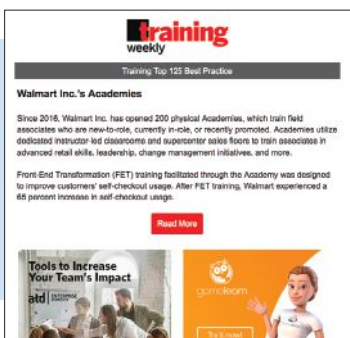 training
weekly
Training Top 125 Best Practice
Walmart Inc.'s Academies
Since 2016, Walmart Inc. has opened 200 physical Academies, which train field
associates who are new-to-role, currently in-role, or recently promoted. Academies utilize
dedicated instructor-led classrooms and supercenter sales floors to train associates in
advanced retail skills, leadership, change management initiatives, and more.
Front-End Transformation (FET) training facilitated through the Academy was designed
to improve customers' self-checkout usage. After FET training, Walmart experienced a
65 percent increase in self-checkout usage.
Read More
Tools to Increase
Your Team's Impact
atd
gamelearn
Try it now!